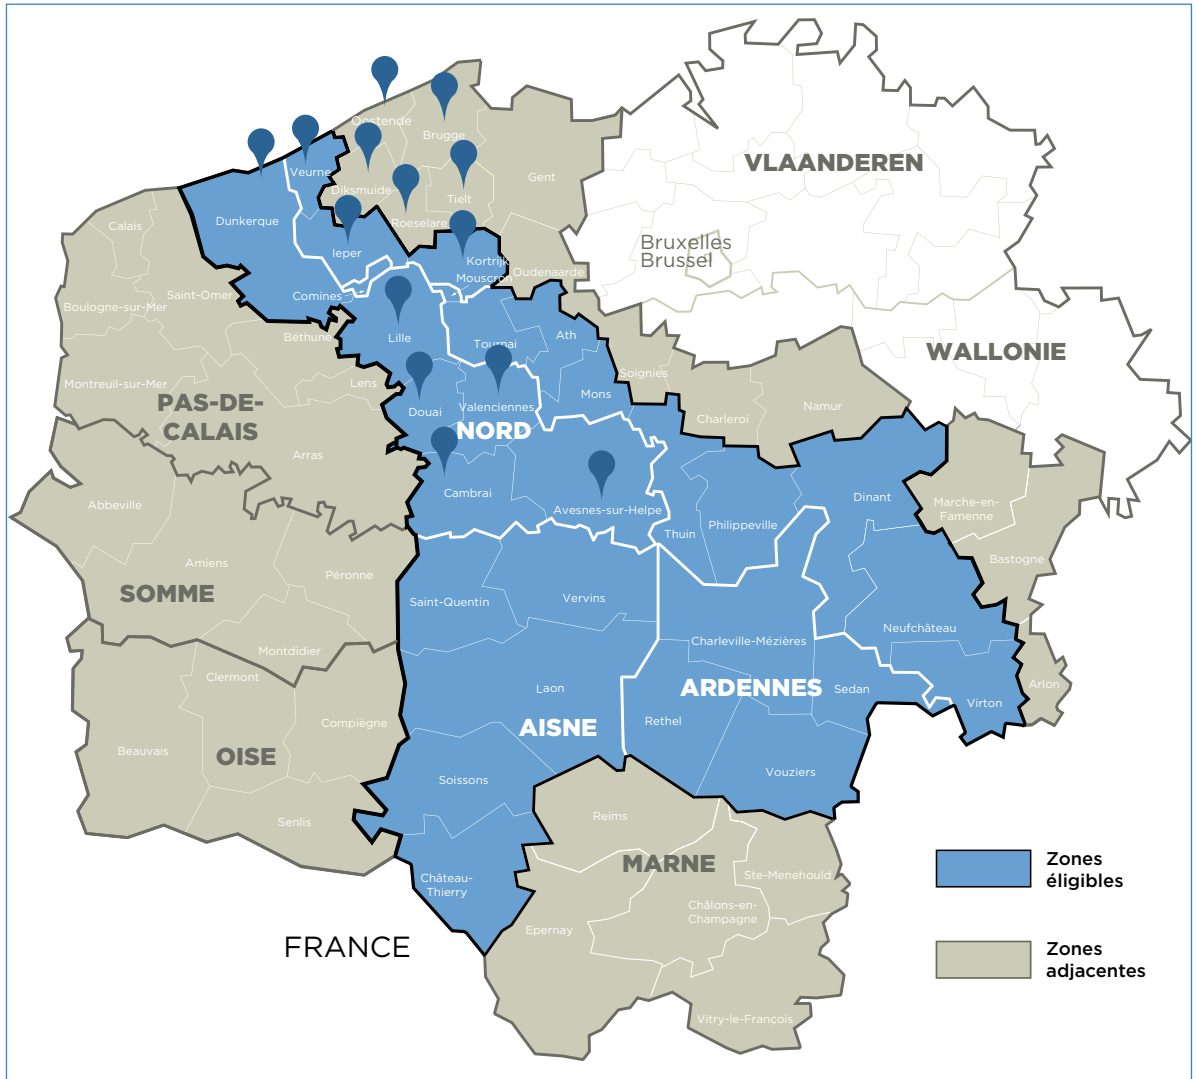 Oostende
Brugge
VLAANDEREN
Veurne
Diksmuide
Tielt
Gent
Calais
Dunkerque
Roeselare
Ieper
Bruxelles
Brussel
Kortrijk
Mouscron
Oudenaarde
Saint-Omer
Comines
Boulogne-sur-Mer
Béthune
Lille
Tournai
Ath
WALLONIE
Montreuil-sur-Mer
Lens
Soignies
PAS-DE-
CALAIS
Douai
Valenciennes
Mons
Charleroi
Namur
NORD
Arras
Abbeville
Cambrai
Avesnes-sur-Helpe
Thuin
Philippeville
Dinant
Marche-en-
Famenne
Bastogne
Amiens
Péronne
SOMME
Saint-Quentin
Vervins
Montdidier
Charleville-Mézières
Neufchâteau
Clermont
Laon
ARDENNES
Sedan
Arlon
Virton
Compiègne
AISNE
Rethel
Beauvais
OISE
Soissons
Vouziers
Senlis
Reims
MARNE
Château-
Thierry
Ste-Menehould
Châlons-en-
Champagne
Epernay
FRANCE
Vitry-le-François
Zones
éligibles
Zones
adjacentes